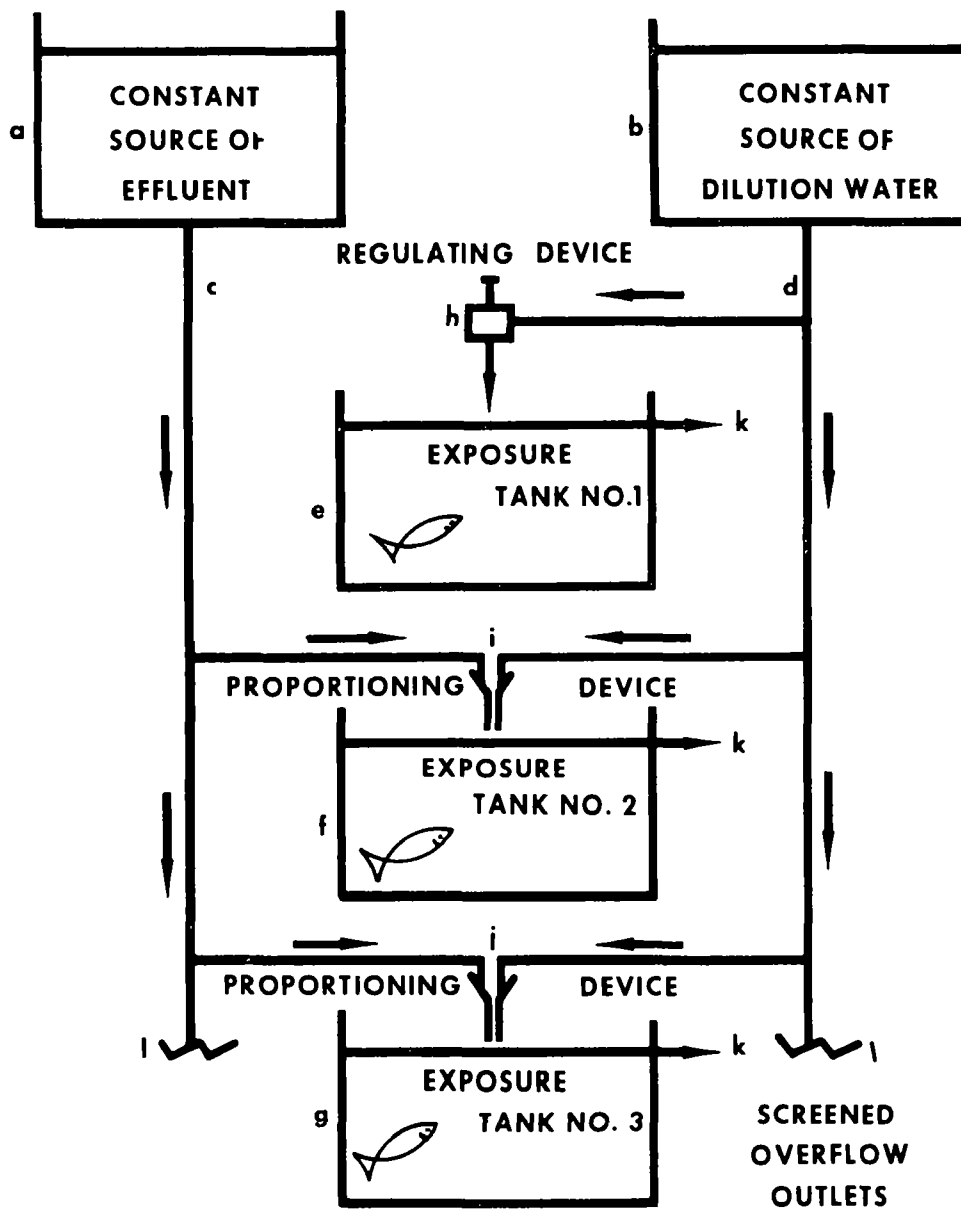 CONSTANT
SOURCE OF
EFFLUENT
a
CONSTANT
SOURCE OF
DILUTION WATER
b
c
REGULATING DEVICE
d
h
k
EXPOSURE
TANK NO.1
e
i
PROPORTIONING DEVICE
k
EXPOSURE
TANK NO. 2
f
j
PROPORTIONING DEVICE
l
k
l
EXPOSURE
TANK NO. 3
g
SCREENED
OVERFLOW
OUTLETS